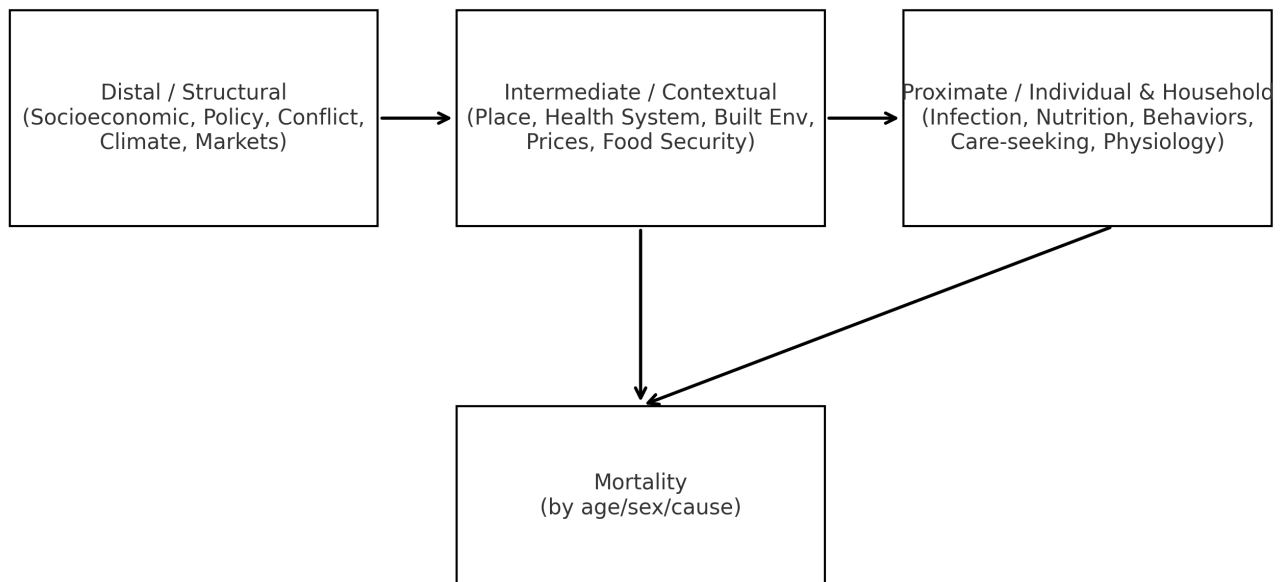 Distal / Structural
(Socioeconomic, Policy, Conflict,
Climate, Markets)
Intermediate / Contextual
(Place, Health System, Built Env,
Prices, Food Security)
Proximate / Individual & Household
(Infection, Nutrition, Behaviors,
Care-seeking, Physiology)
Mortality
(by age/sex/cause)